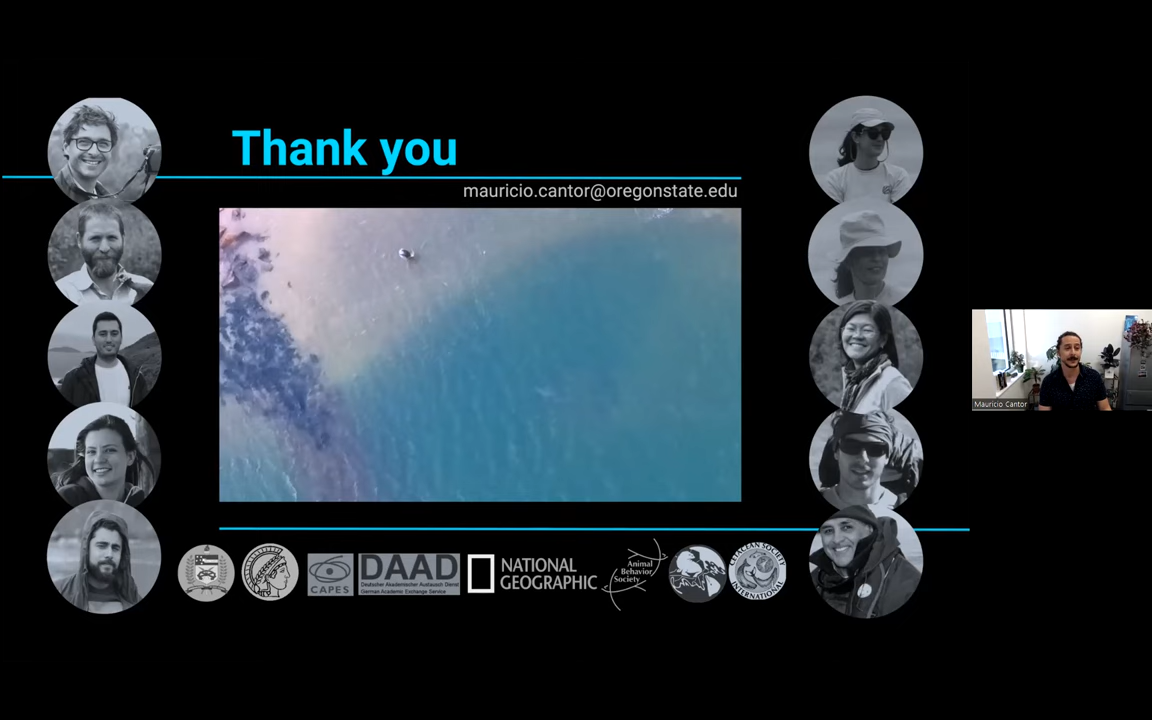 Thank you
mauricio.cantor@oregonstate.edu
CAPES
DAAD
Deutscher Akademischer Austausch Dienst
German Academic Exchange Service
NATIONAL
GEOGRAPHIC
Animal
Behavior
Society
CETACEAN SOCIETY
INTERNATIONAL
Mauricio Cantor